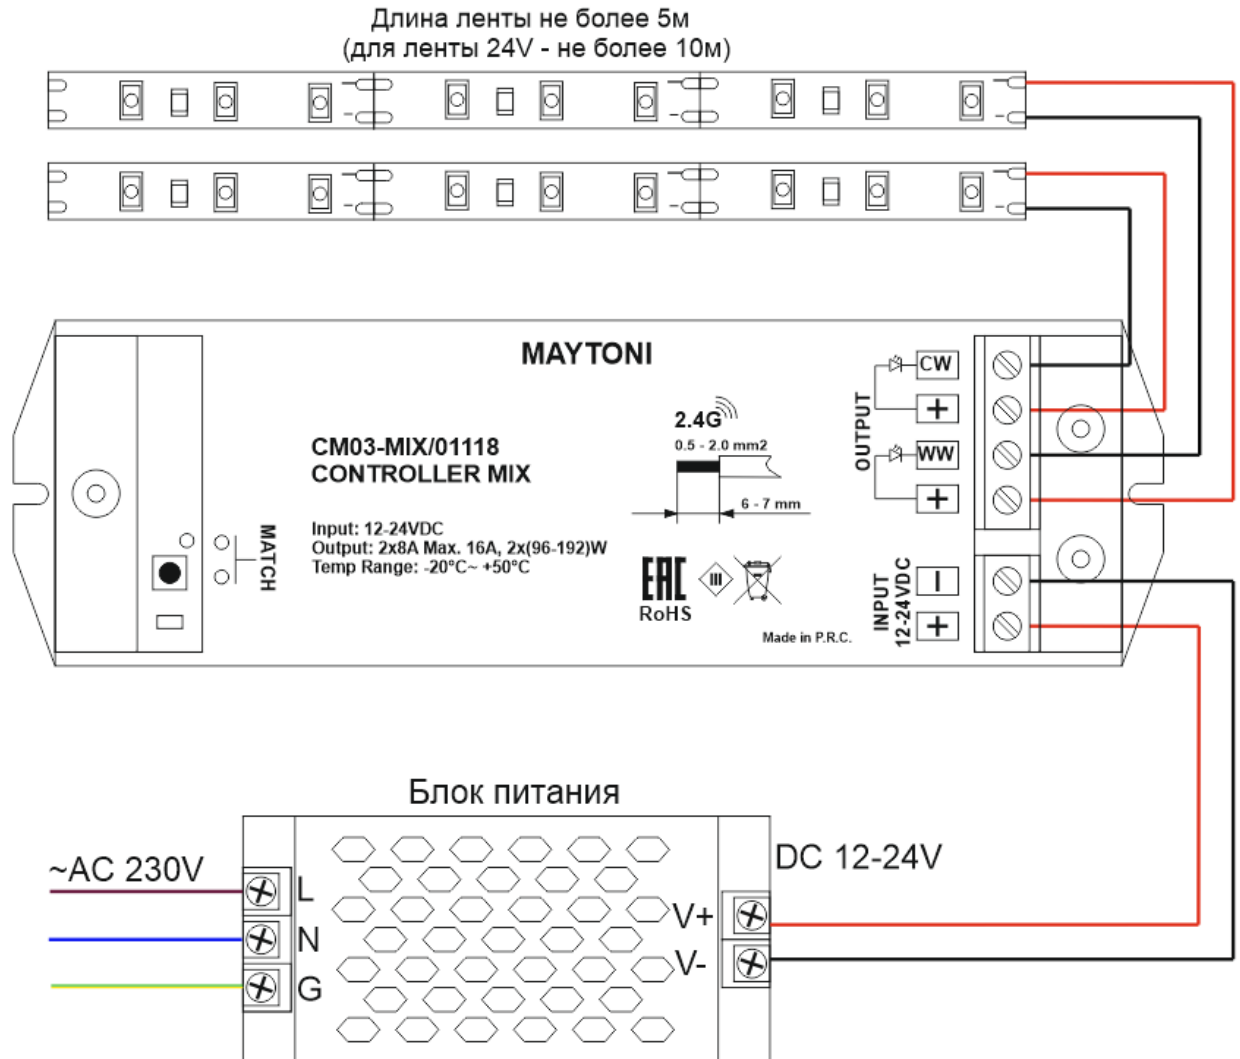 Длина ленты не более 5м
(для ленты 24V - не более 10м)
MAYTONI
2.4G
0.5 - 2.0 mm2
6 - 7 mm
CM03-MIX/01118
CONTROLLER MIX
Input: 12-24VDC
Output: 2x8A Max. 16A, 2x(96-192)W
Temp Range: -20°C~ +50°C
MATCH
EAC
RoHS
III
Made in P.R.C.
OUTPUT
CW
+
WW
+
INPUT
12-24VDC
-
+
Блок питания
~AC 230V
L
N
G
DC 12-24V
V+
V-